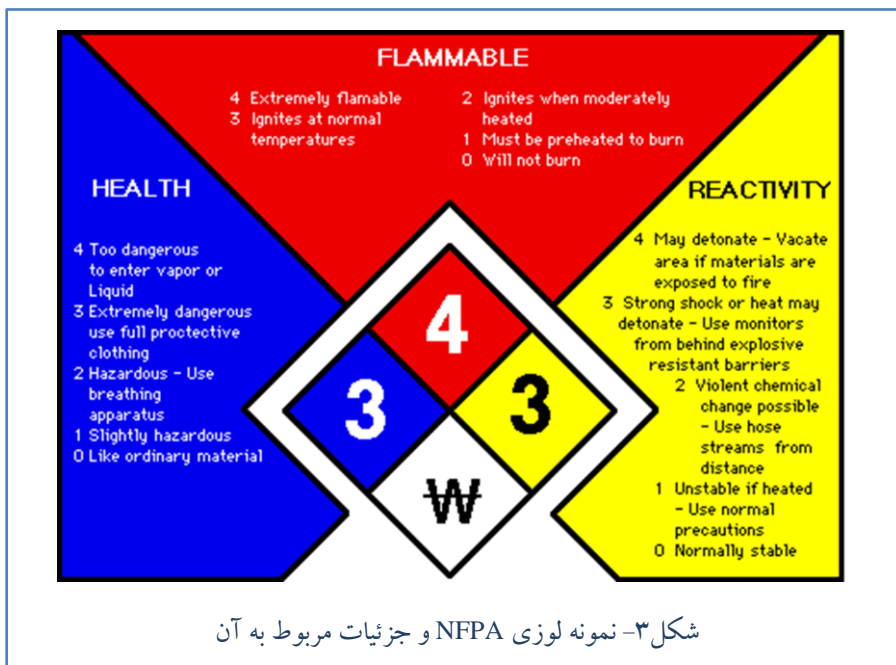 FLAMMABLE
4 Extremely flamable
3 Ignites at normal
temperatures
2 Ignites when moderately
heated
1 Must be preheated to burn
0 Will not burn
HEALTH
4 Too dangerous
to enter vapor or
Liquid
3 Extremely dangerous
use full proctective
clothing
2 Hazardous - Use
breathing
apparatus
1 Slightly hazardous
0 Like ordinary material
REACTIVITY
4 May detonate - Vacate
area if materials are
exposed to fire
3 Strong shock or heat may
detonate - Use monitors
from behind explosive
resistant barriers
2 Violent chemical
change possible
- Use hose
streams from
distance
1 Unstable if heated
- Use normal
precautions
0 Normally stable
4
3
3
W
شکل۳- نمونه لوزی NFPA و جزئیات مربوط به آن